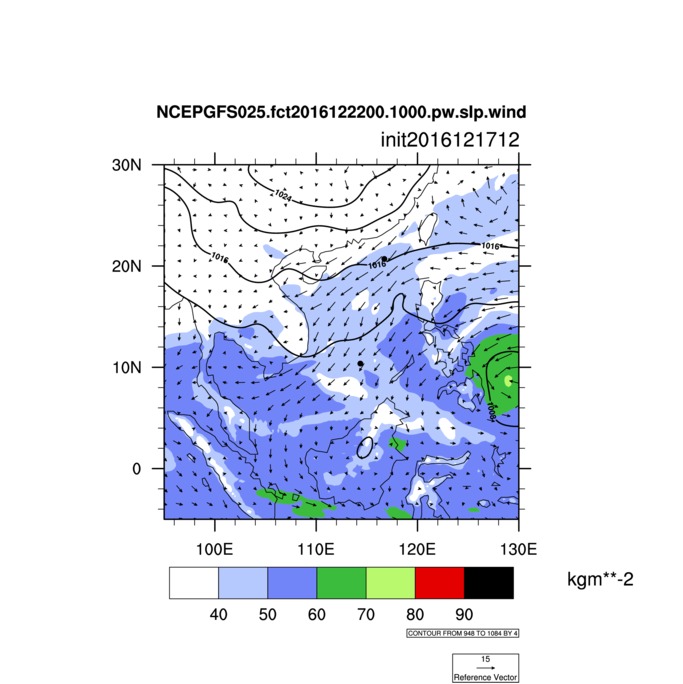 NCEPGFS025.fct2016122200.1000.pw.slp.wind
init2016121712
30N
1024
1016
1016
1016
20N
10N
1008
0
100E 110E 120E 130E
kgm**-2
40 50 60 70 80 90
CONTOUR FROM 948 TO 1084 BY 4
15
Reference Vector